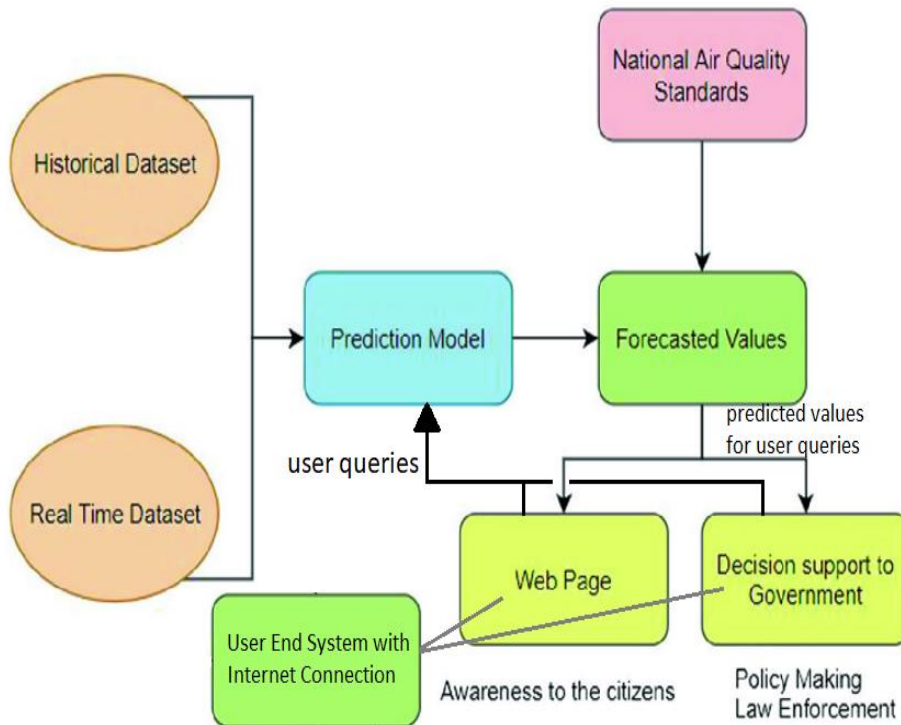 National Air Quality
Standards
Historical Dataset
Prediction Model
Forecasted Values
predicted values
for user queries
user queries
Real Time Dataset
Web Page
Decision support to
Government
User End System with
Internet Connection
Awareness to the citizens
Policy Making
Law Enforcement